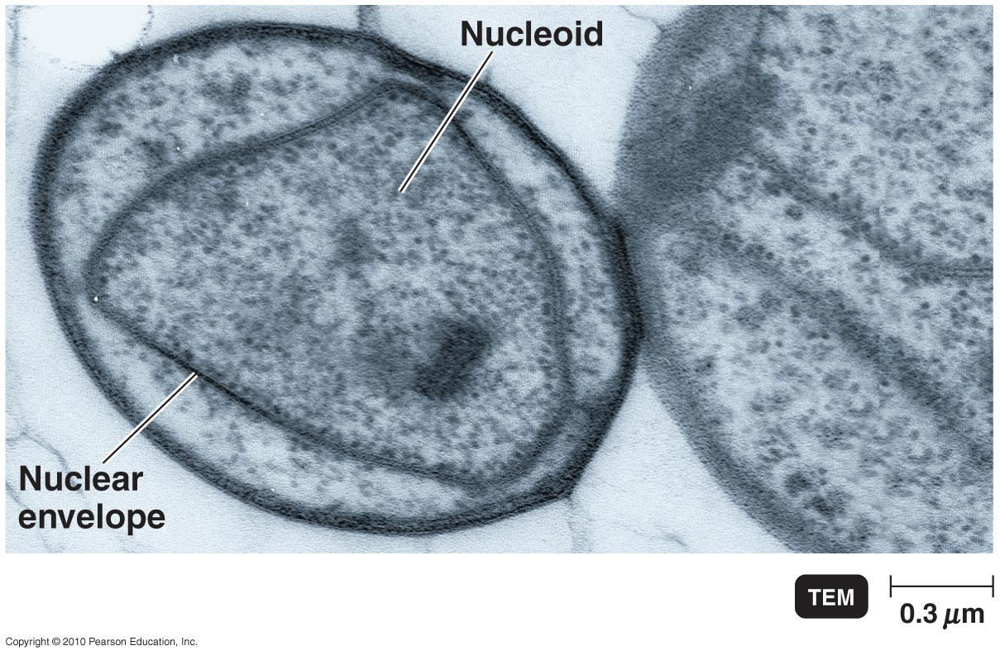 Nucleoid
Nuclear
envelope
TEM
0.3 μm
Copyright © 2010 Pearson Education, Inc.